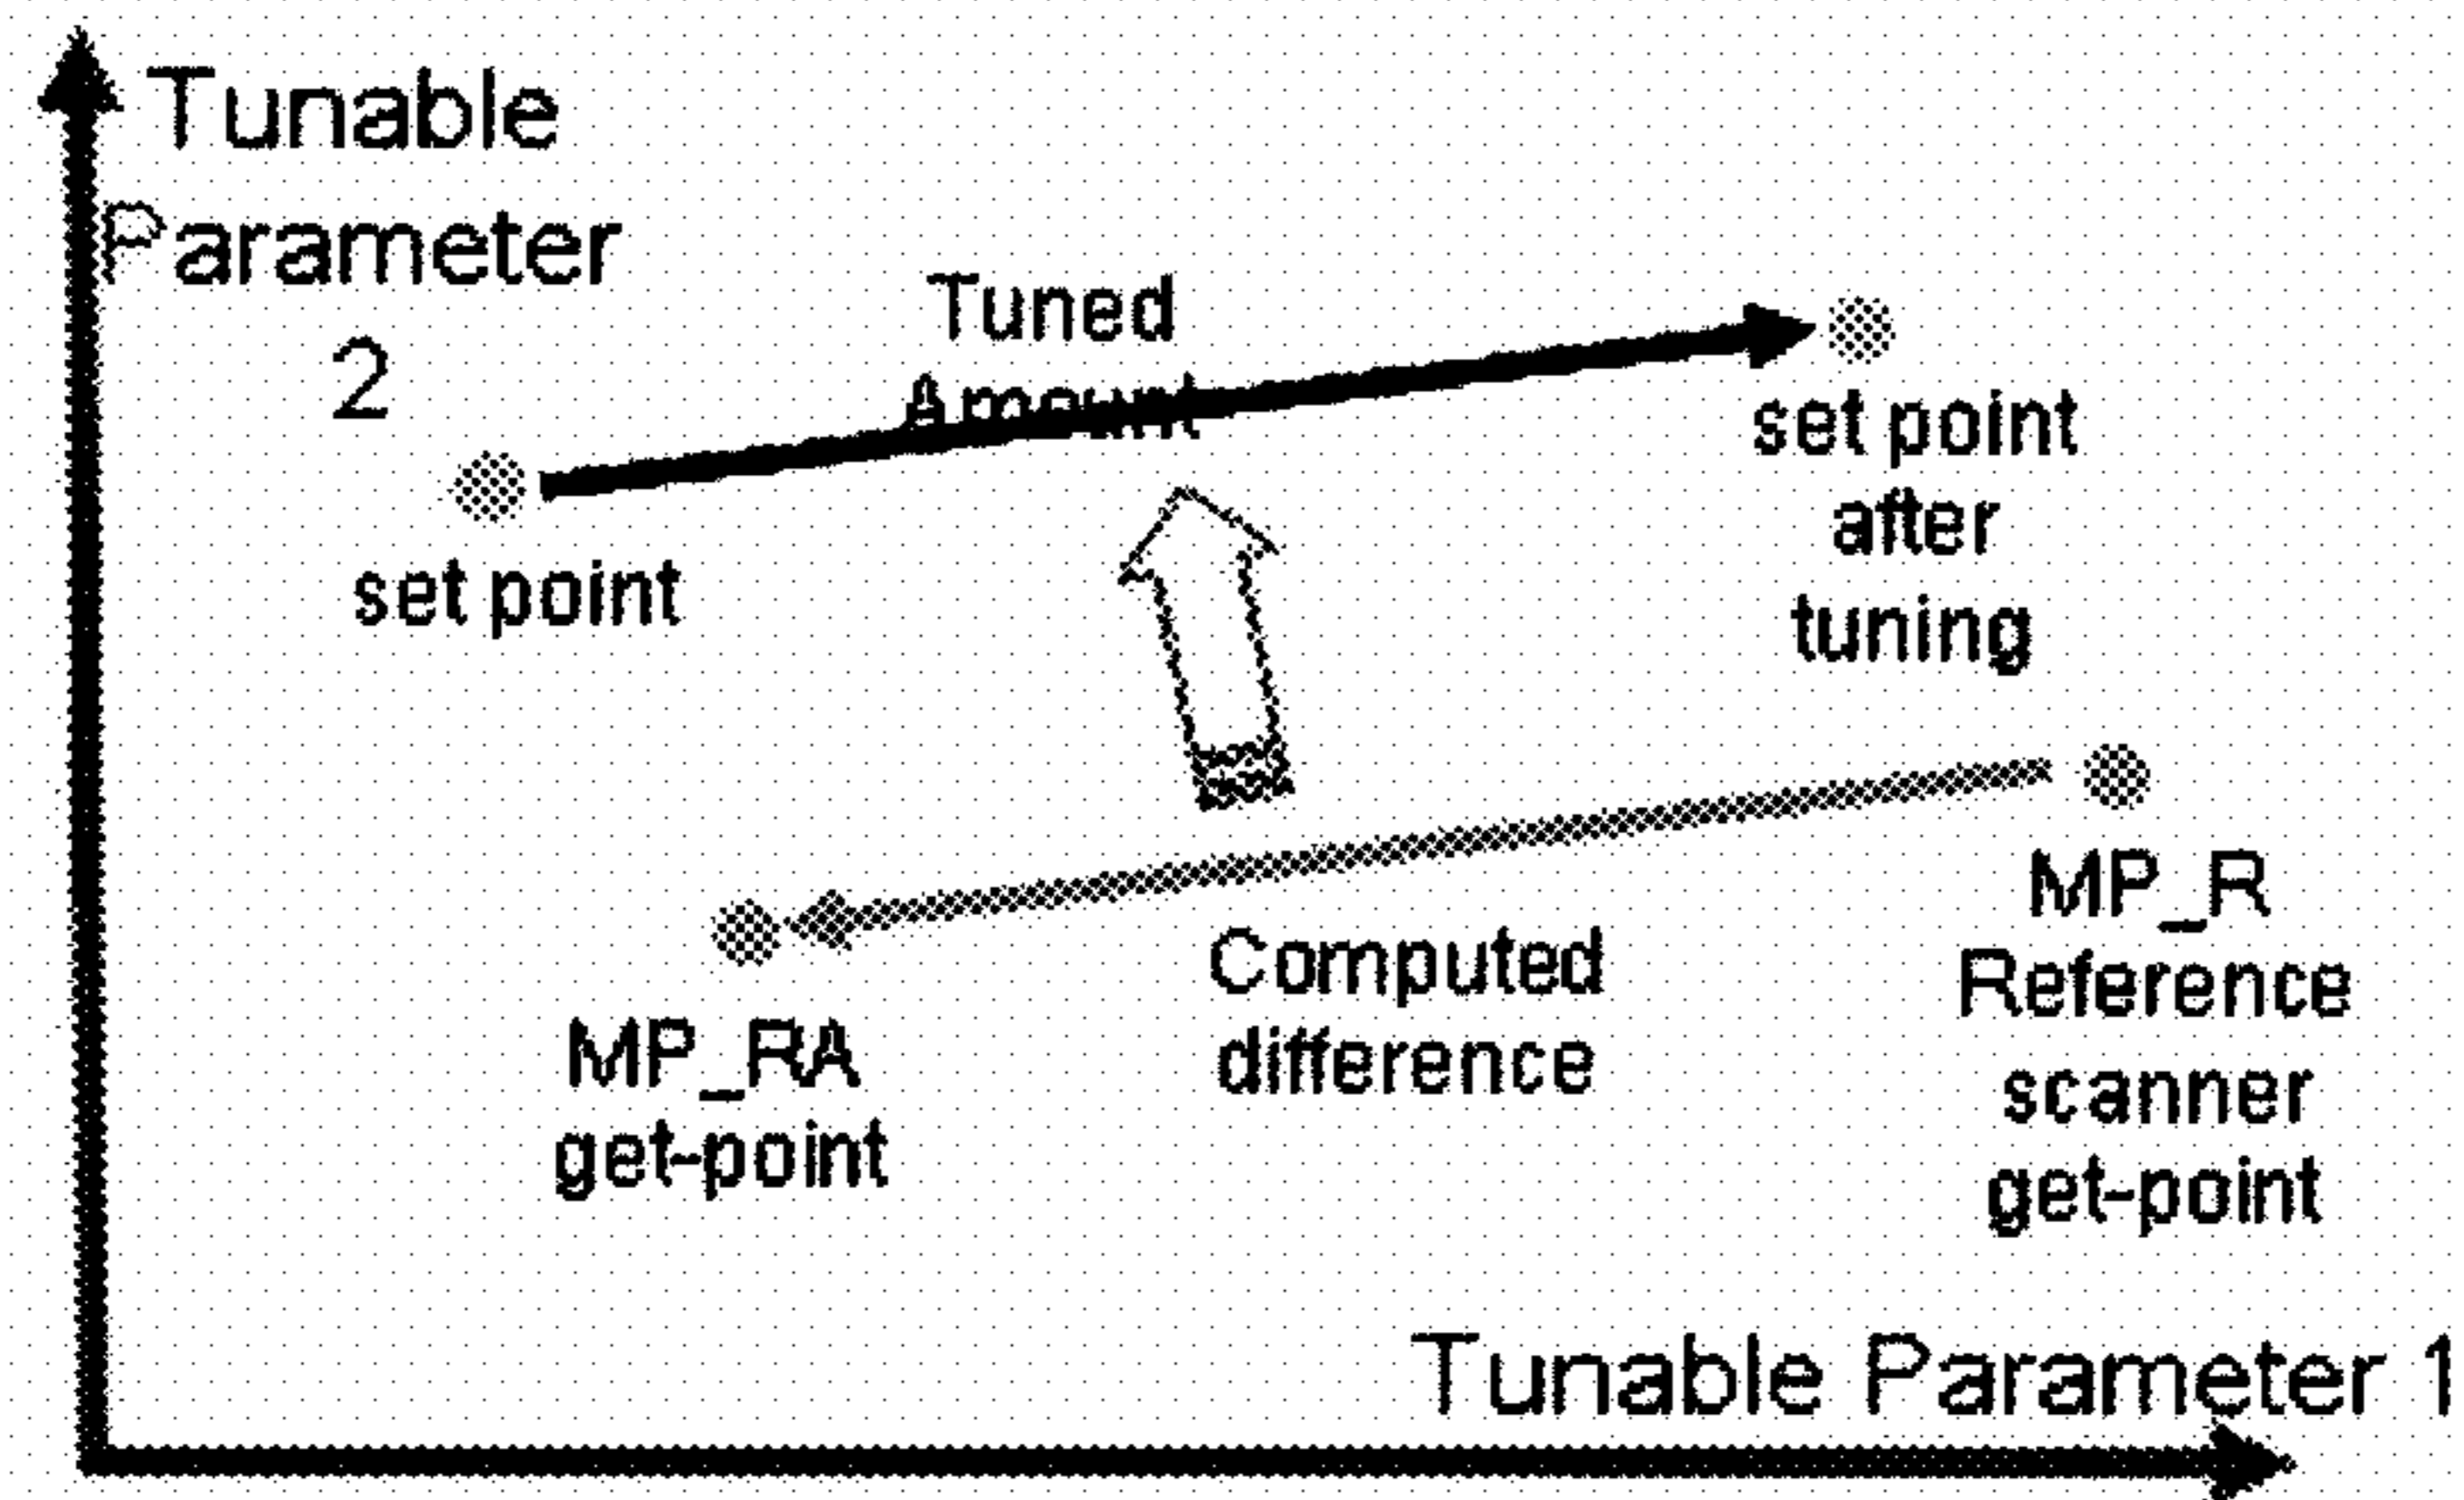 Tunable
Parameter
2
Tuned
Amount
set point
after
tuning
set point
MP_R
Reference
scanner
get-point
Computed
difference
MP_RA
get-point
Tunable Parameter 1